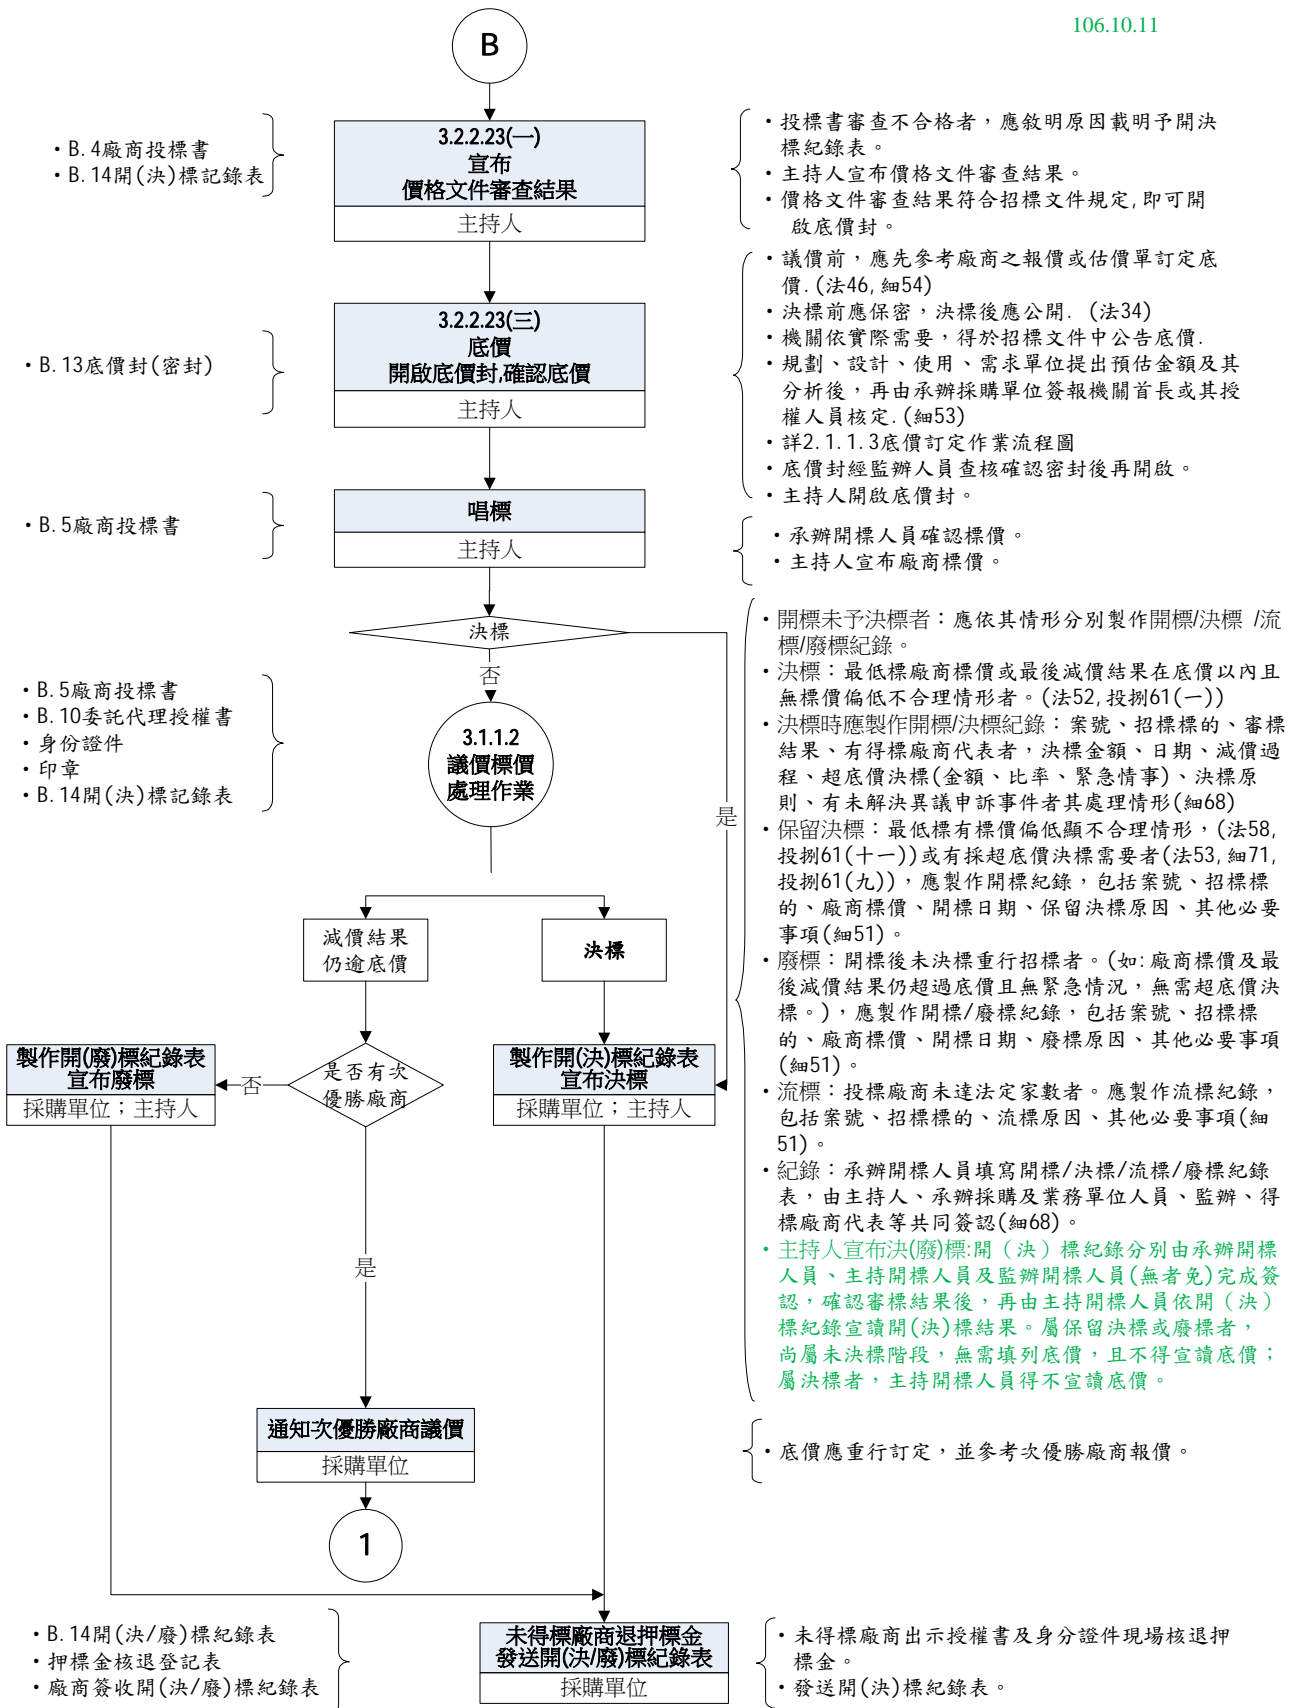 106.10.11
B
・B.4廠商投標書
・B.14開(決)標記錄表
3.2.2.23(一)
宣布
價格文件審查結果
主持人
・投標書審查不合格者，應敘明原因載明予開決
標紀錄表。
・主持人宣布價格文件審查結果。
・價格文件審查結果符合招標文件規定,即可開
啟底價封。
・B.13底價封(密封)
3.2.2.23(三)
底價
開啟底價封,確認底價
主持人
・議價前，應先參考廠商之報價或估價單訂定底
價.(法46,細54)
・決標前應保密，決標後應公開. (法34)
・機關依實際需要，得於招標文件中公告底價.
・規劃、設計、使用、需求單位提出預估金額及其
分析後，再由承辦採購單位簽報機關首長或其授
權人員核定.(細53)
・詳2.1.1.3底價訂定作業流程圖
・底價封經監辦人員查核確認密封後再開啟。
・主持人開啟底價封。
・B.5廠商投標書
唱標
主持人
・承辦開標人員確認標價。
・主持人宣布廠商標價。
決標
否
是
・B.5廠商投標書
・B.10委託代理授權書
・身份證件
・印章
・B.14開(決)標記錄表
3.1.1.2
議價標價
處理作業
・開標未予決標者：應依其情形分別製作開標/決標 /流
標/廢標紀錄。
・決標：最低標廠商標價或最後減價結果在底價以內且
無標價偏低不合理情形者。(法52,投捌61(一))
・決標時應製作開標/決標紀錄：案號、招標標的、審標
結果、有得標廠商代表者，決標金額、日期、減價過
程、超底價決標(金額、比率、緊急情事)、決標原
則、有未解決異議申訴事件者其處理情形(細68)
・保留決標：最低標有標價偏低顯不合理情形，(法58,
投捌61(十一))或有採超底價決標需要者(法53,細71,
投捌61(九))，應製作開標紀錄，包括案號、招標標
的、廠商標價、開標日期、保留決標原因、其他必要
事項(細51)。
・廢標：開標後未決標重行招標者。(如:廠商標價及最
後減價結果仍超過底價且無緊急情況，無需超底價決
標。)，應製作開標/廢標紀錄，包括案號、招標標
的、廠商標價、開標日期、廢標原因、其他必要事項
(細51)。
・流標：投標廠商未達法定家數者。應製作流標紀錄，
包括案號、招標標的、流標原因、其他必要事項(細
51)。
・紀錄：承辦開標人員填寫開標/決標/流標/廢標紀錄
表，由主持人、承辦採購及業務單位人員、監辦、得
標廠商代表等共同簽認(細68)。
・主持人宣布決(廢)標:開（決）標紀錄分別由承辦開標
人員、主持開標人員及監辦開標人員(無者免)完成簽
認，確認審標結果後，再由主持開標人員依開（決）
標紀錄宣讀開(決)標結果。屬保留決標或廢標者，
尚屬未決標階段，無需填列底價，且不得宣讀底價；
屬決標者，主持開標人員得不宣讀底價。
減價結果
仍逾底價
決標
製作開(廢)標紀錄表
宣布廢標
採購單位；主持人
否
是否有次
優勝廠商
製作開(決)標紀錄表
宣布決標
採購單位；主持人
是
通知次優勝廠商議價
採購單位
・底價應重行訂定，並參考次優勝廠商報價。
1
・B.14開(決/廢)標紀錄表
・押標金核退登記表
・廠商簽收開(決/廢)標紀錄表
未得標廠商退押標金
發送開(決/廢)標紀錄表
採購單位
・未得標廠商出示授權書及身分證件現場核退押
標金。
・發送開(決)標紀錄表。